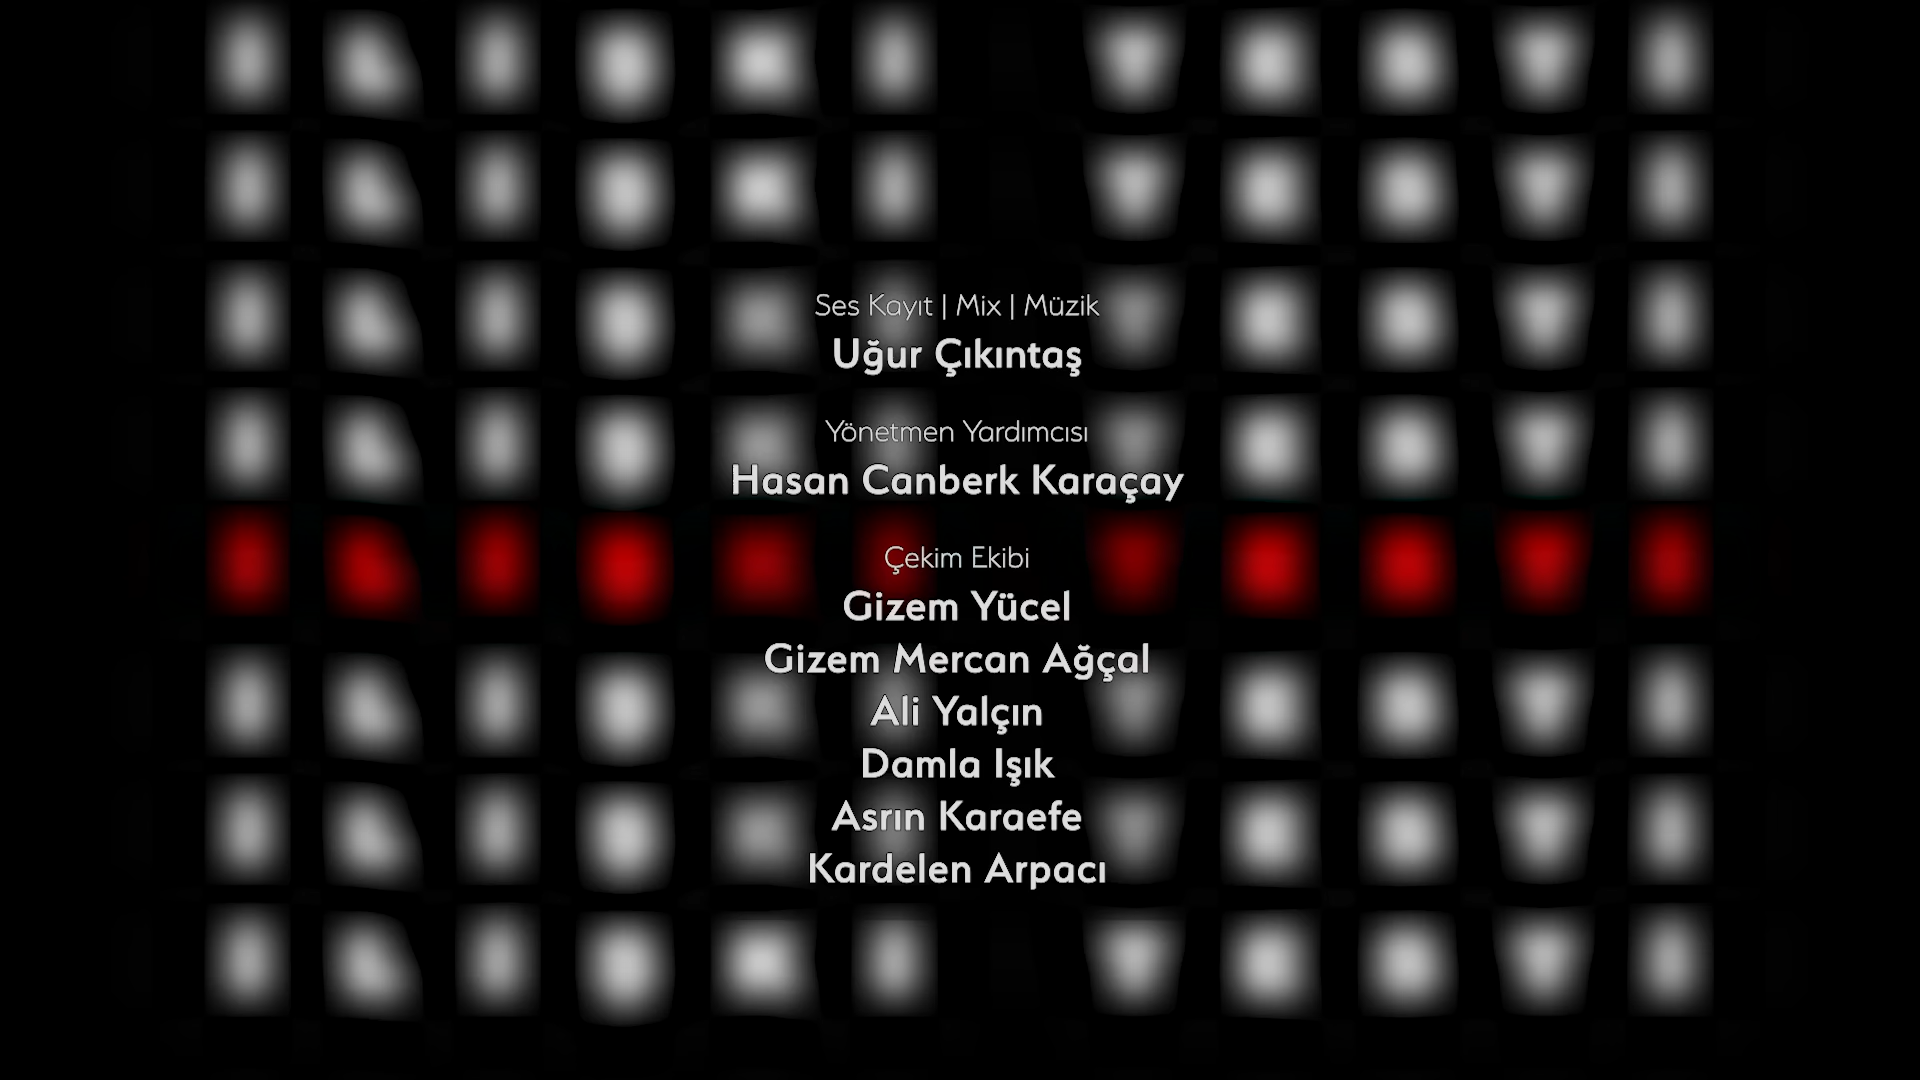 Ses Kayıt | Mix | Müzik
Uğur Çıkıntaş
Yönetmen Yardımcısı
Hasan Canberk Karaçay
Çekim Ekibi
Gizem Yücel
Gizem Mercan Ağçal
Ali Yalçın
Damla Işık
Asrın Karaefe
Kardelen Arpacı